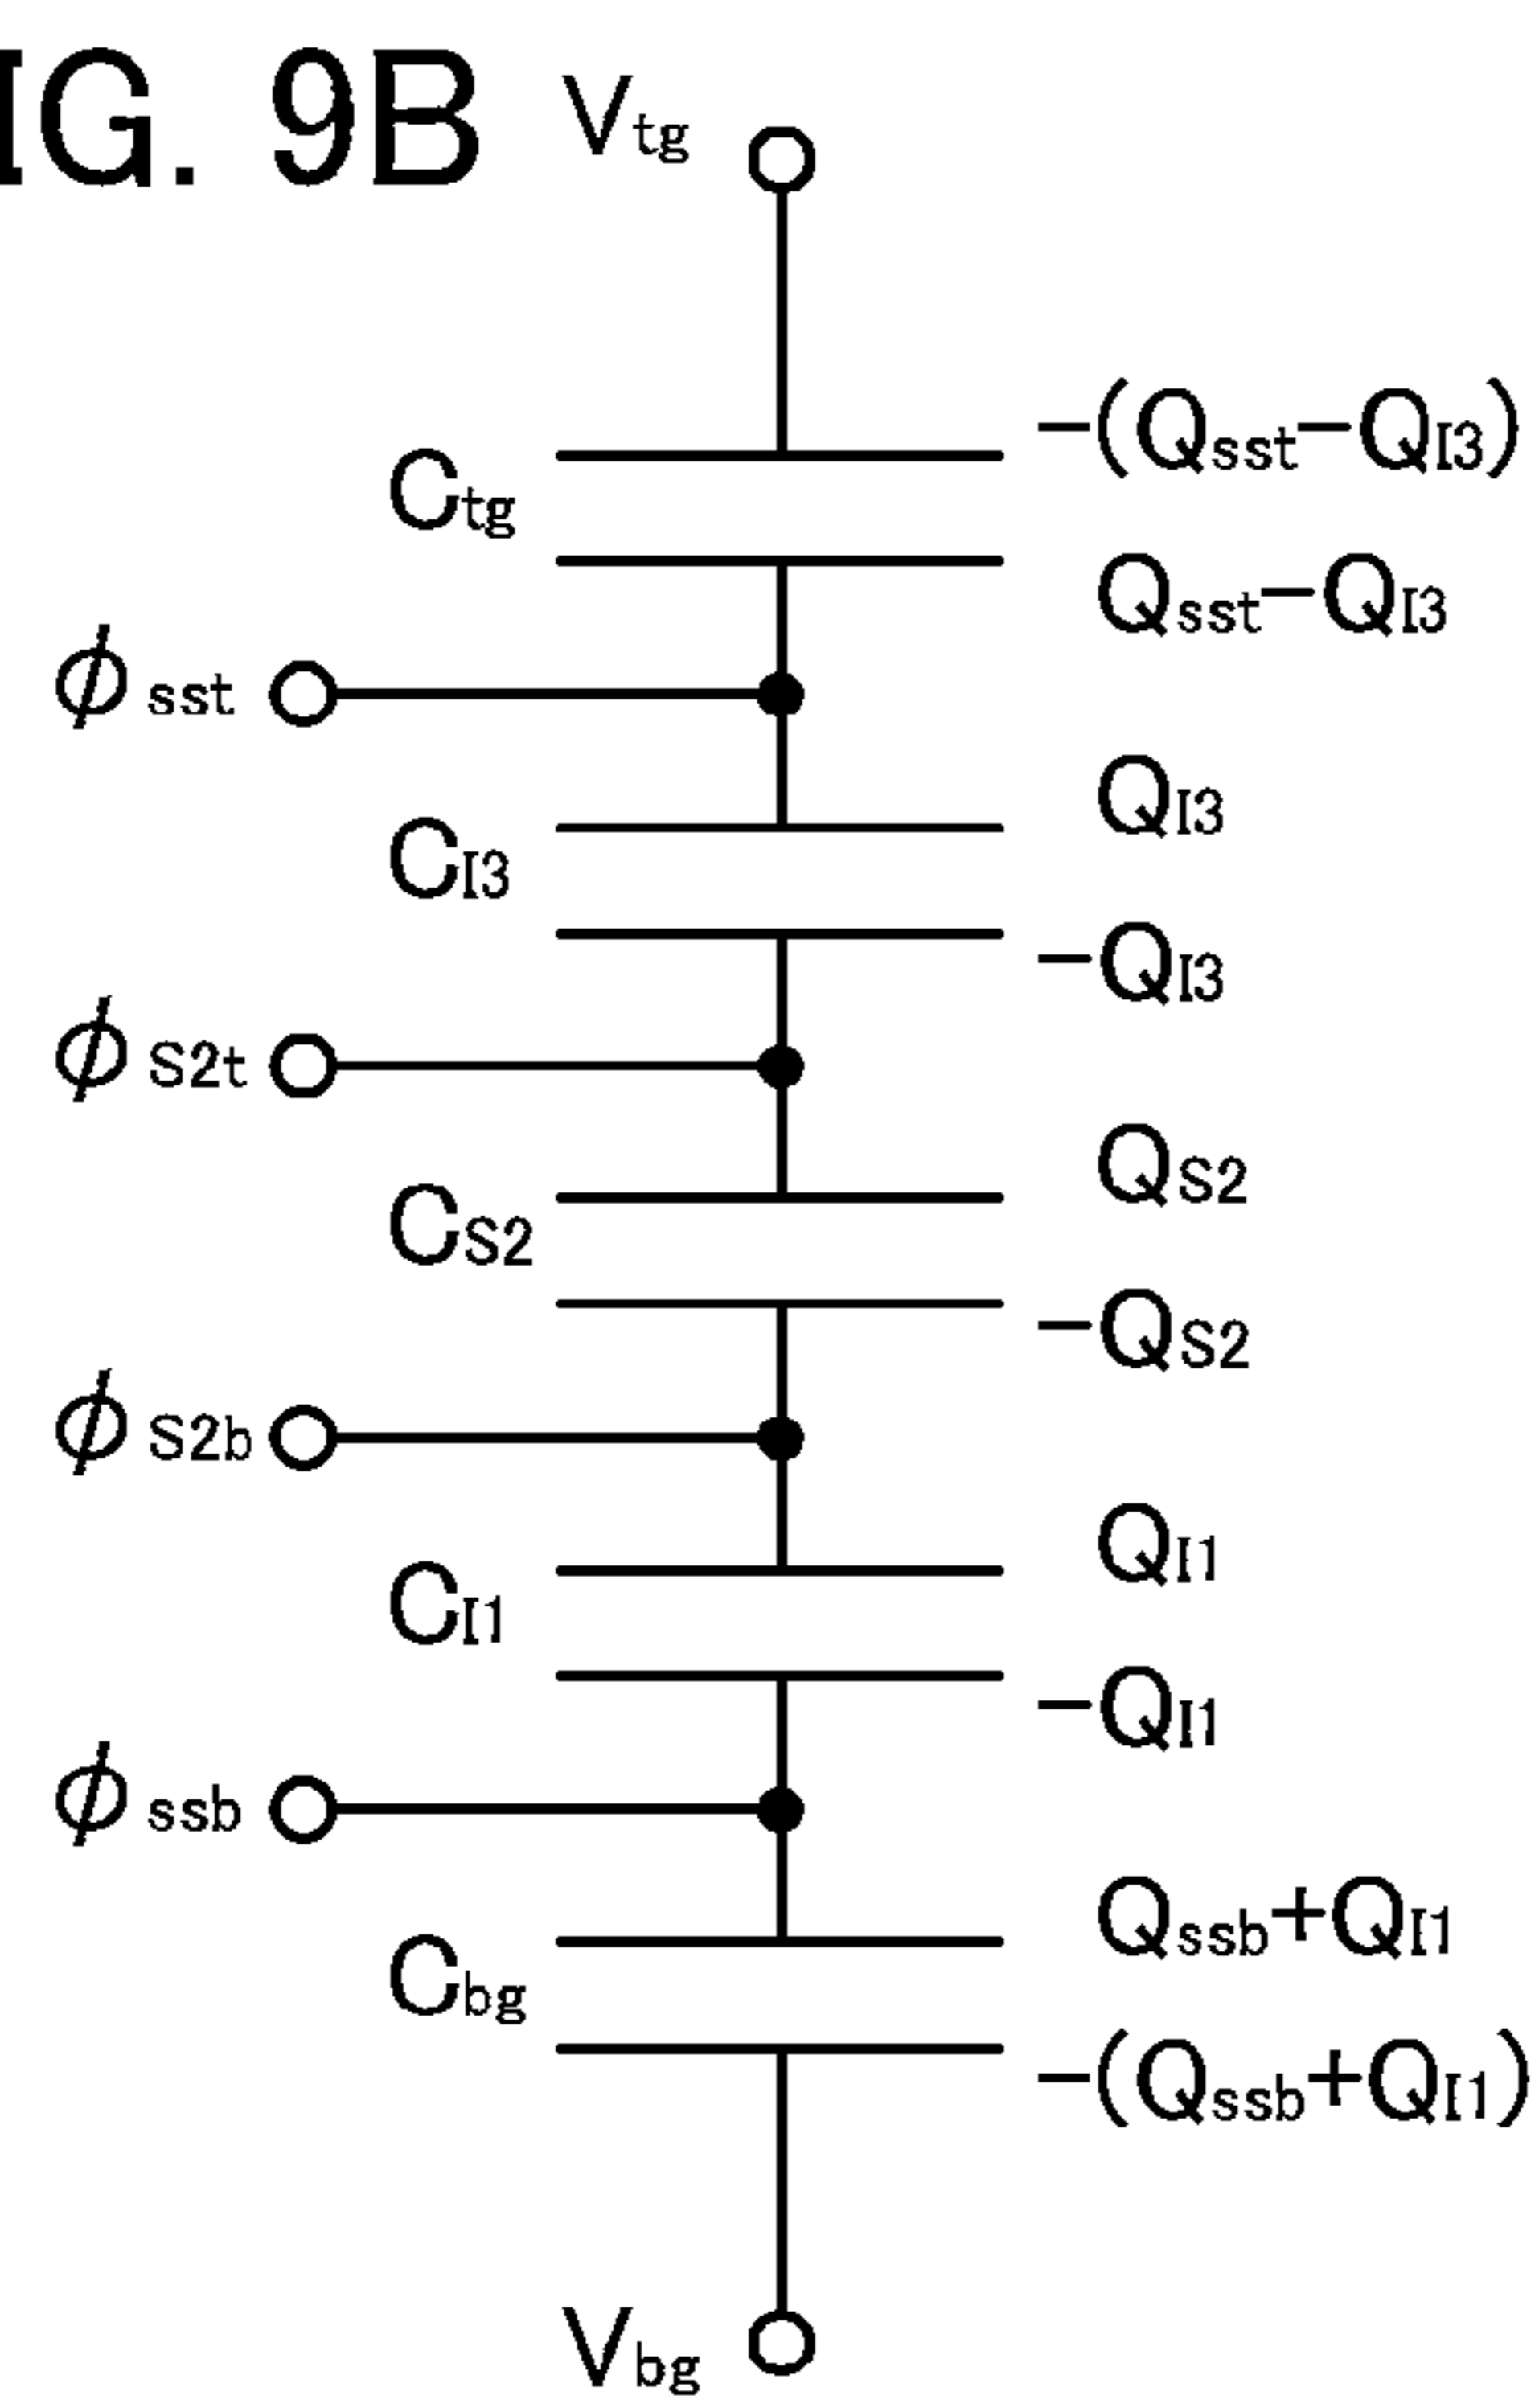 IG. 9B
Vtg
Ctg
-(Qsst-QI3)
Qsst-QI3
ϕsst
CI3
QI3
-QI3
ϕS2t
CS2
QS2
-QS2
ϕS2b
CI1
QI1
-QI1
ϕssb
Cbg
Qssb+QI1
-(Qssb+QI1)
Vbg